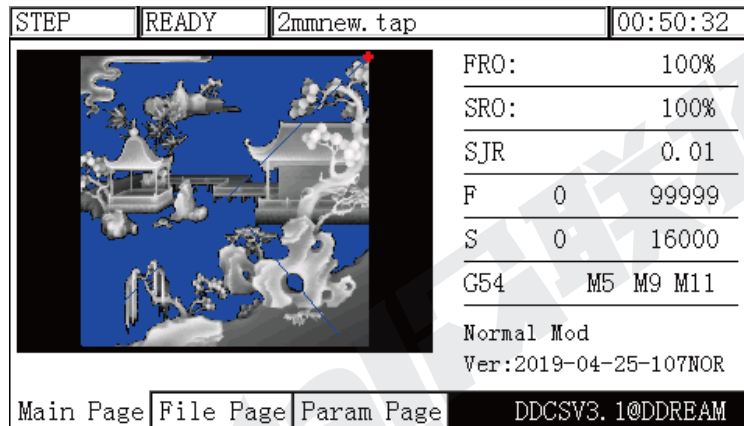 STEP READY 2mmnew.tap 00:50:32
FRO: 100%
SRO: 100%
SJR 0.01
F 0 99999
S 0 16000
G54 M5 M9 M11
Normal Mod
Ver:2019-04-25-107NOR
Main Page File Page Param Page DDCSV3.1@DDREAM